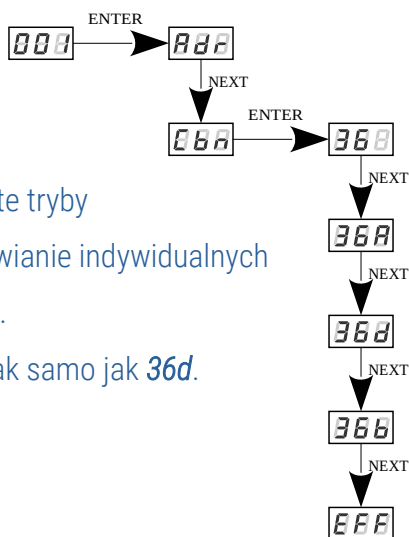 ENTER
001 Adr
NEXT
ENTER
Cbn 36
NEXT
te tryby
36A
wianie indywidualnych
NEXT
.
36d
ak samo jak 36d.
NEXT
36b
NEXT
EFF